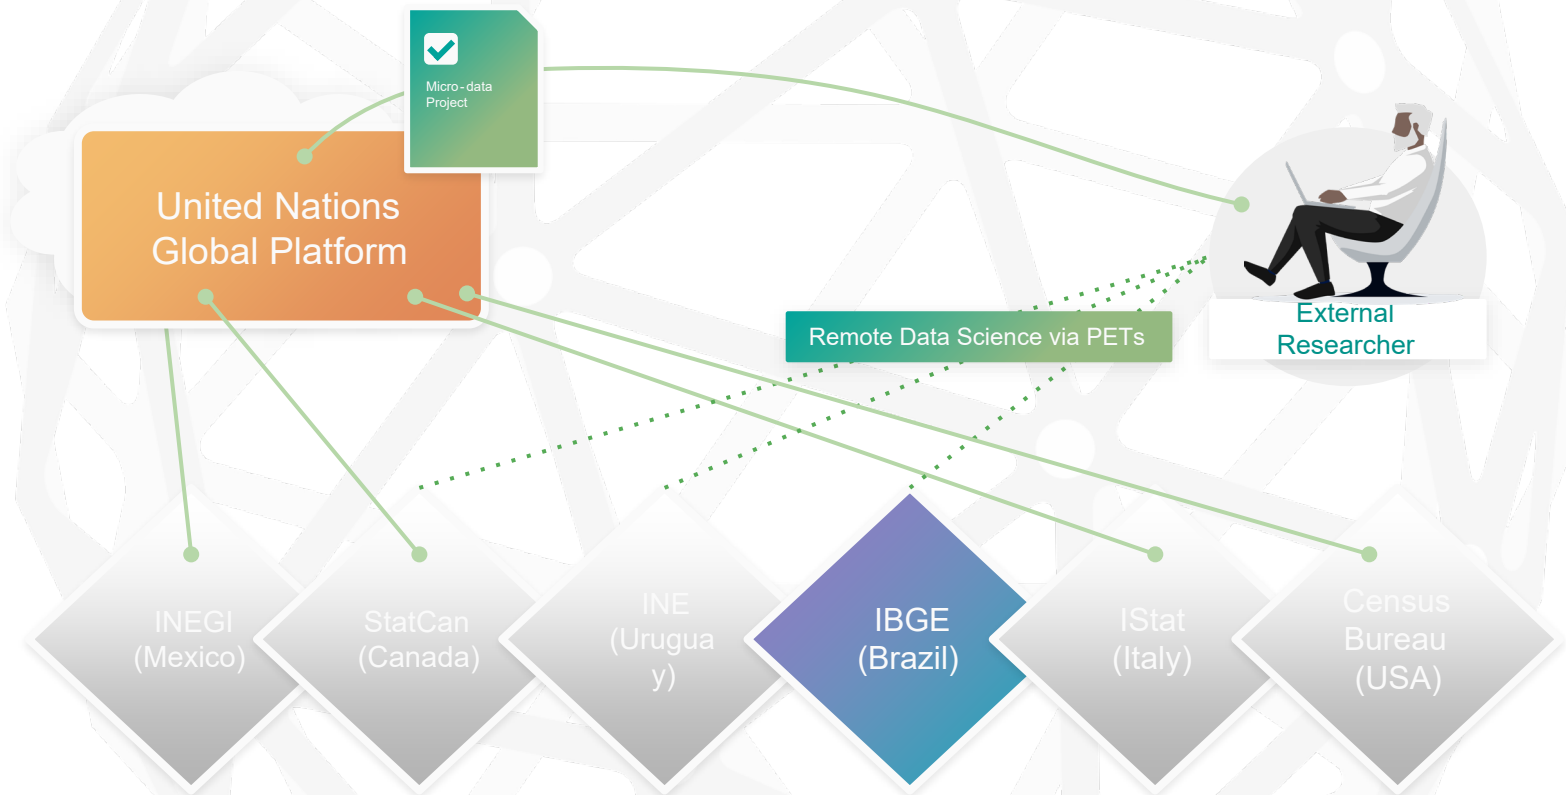 Micro-data
Project
United Nations
Global Platform
Remote Data Science via PETs
External
Researcher
INEGI
(Mexico)
StatCan
(Canada)
INE
(Urugua
y)
IBGE
(Brazil)
IStat
(Italy)
Census
Bureau
(USA)